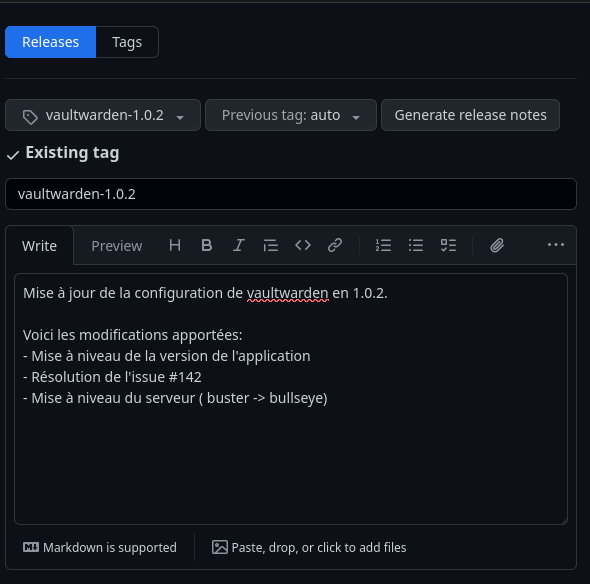 Releases
Tags
vaultwarden-1.0.2
Previous tag: auto
Generate release notes
Existing tag
vaultwarden-1.0.2
Write
Preview
Mise à jour de la configuration de vaultwarden en 1.0.2.
Voici les modifications apportées:
- Mise à niveau de la version de l'application
- Résolution de l'issue #142
- Mise à niveau du serveur ( buster -> bullseye)
Markdown is supported
Paste, drop, or click to add files